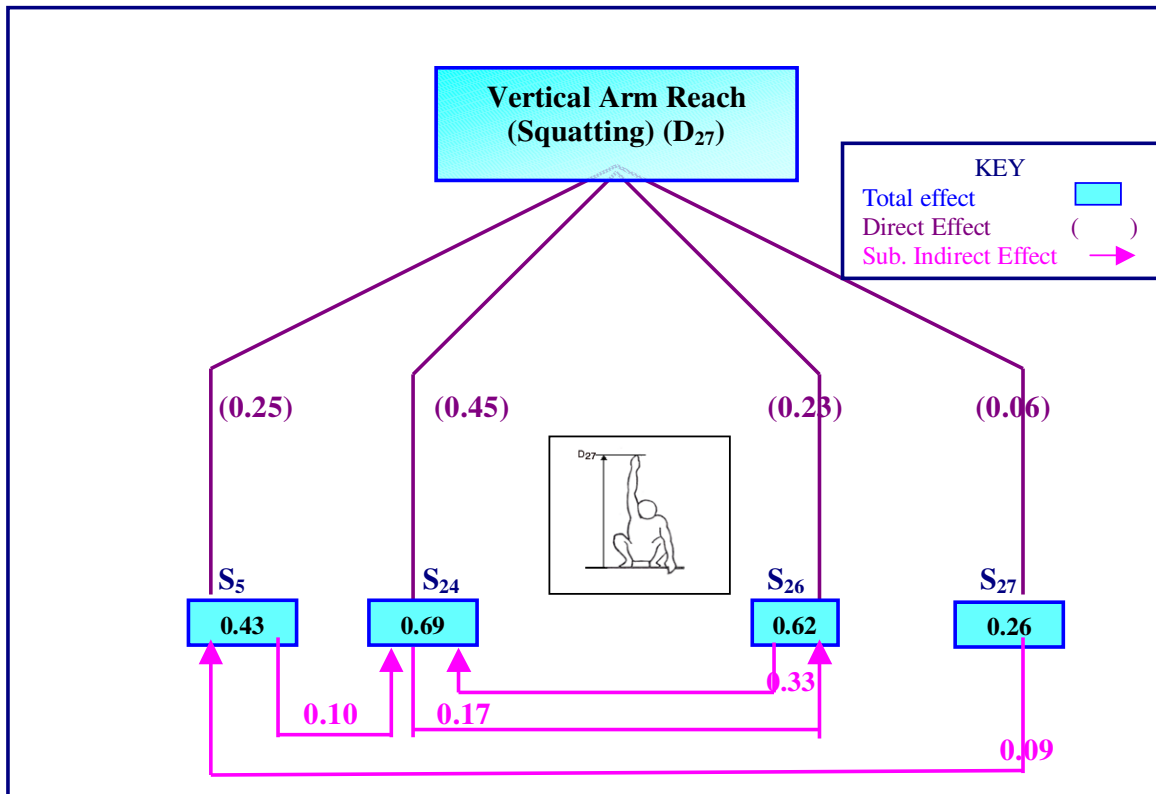 Vertical Arm Reach
(Squatting) (D₂₇)
KEY
Total effect
Direct Effect ( )
Sub. Indirect Effect
(0.25) (0.45) (0.23) (0.06)
D₂₇
S₅ S₂₄ S₂₆ S₂₇
0.43 0.69 0.62 0.26
0.33
0.10 0.17
0.09